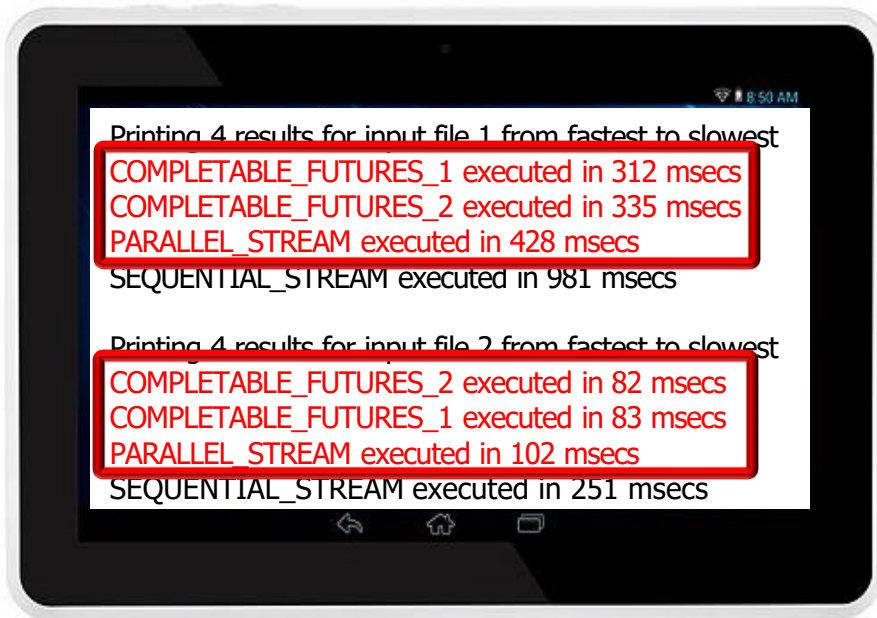 8:50 AM
Printing 4 results for input file 1 from fastest to slowest
COMPLETABLE_FUTURES_1 executed in 312 msecs
COMPLETABLE_FUTURES_2 executed in 335 msecs
PARALLEL_STREAM executed in 428 msecs
SEQUENTIAL_STREAM executed in 981 msecs
Printing 4 results for input file 2 from fastest to slowest
COMPLETABLE_FUTURES_2 executed in 82 msecs
COMPLETABLE_FUTURES_1 executed in 83 msecs
PARALLEL_STREAM executed in 102 msecs
SEQUENTIAL_STREAM executed in 251 msecs